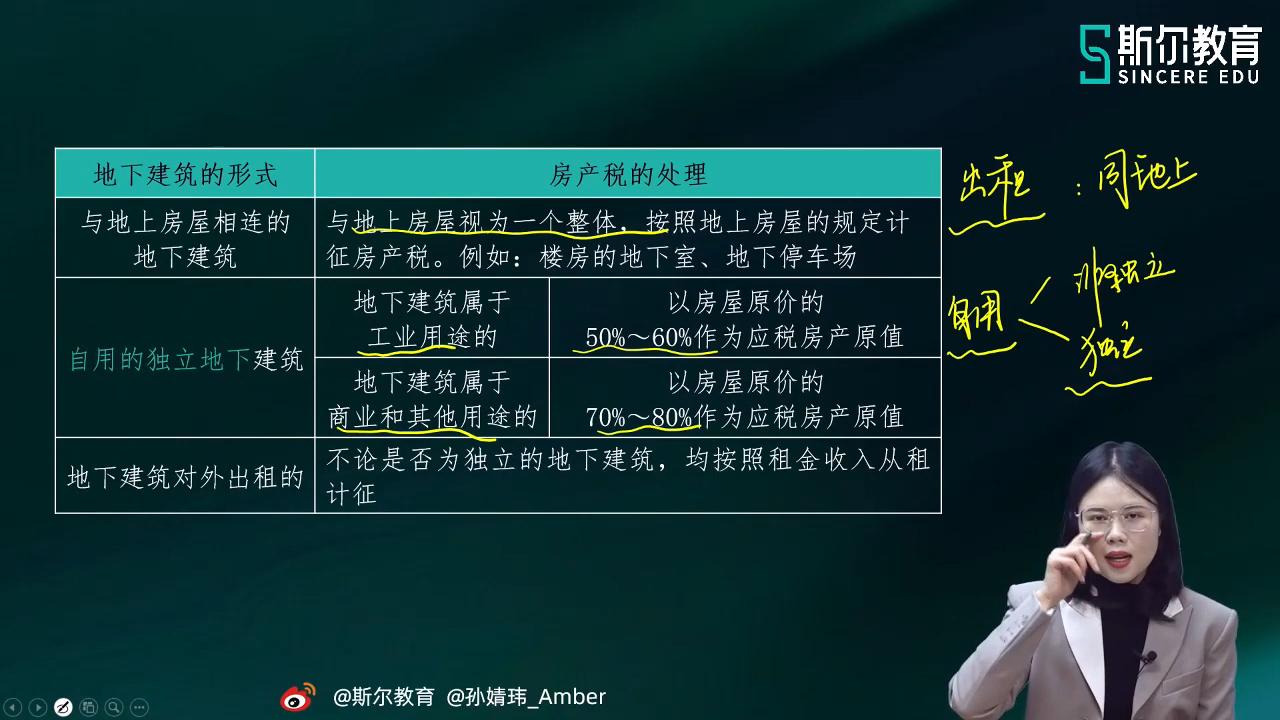 斯尔教育
SINCERE EDU
地下建筑的形式
房产税的处理
与地上房屋相连的
地下建筑
与地上房屋视为一个整体，按照地上房屋的规定计
征房产税。例如：楼房的地下室、地下停车场
自用的独立地下建筑
地下建筑属于
工业用途的
以房屋原价的
50%～60%作为应税房产原值
地下建筑属于
商业和其他用途的
以房屋原价的
70%～80%作为应税房产原值
地下建筑对外出租的
不论是否为独立的地下建筑，均按照租金收入从租
计征
出租：同地上
自用
非独立
独立
@斯尔教育 @孙婧玮_Amber